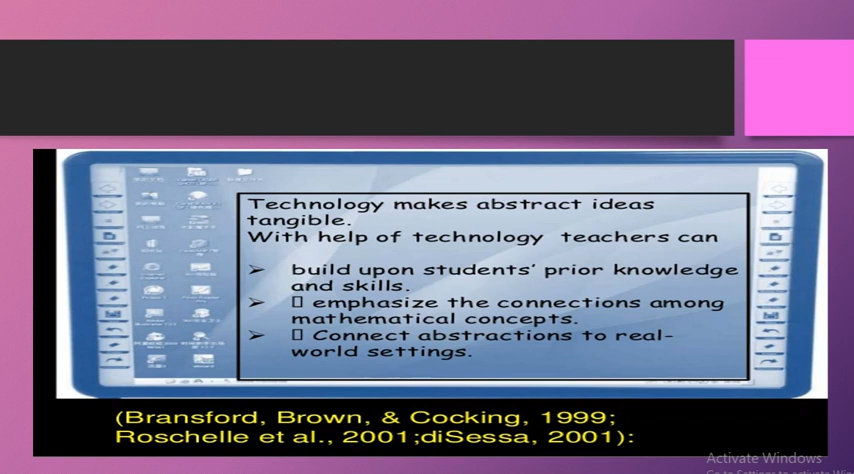 Technology makes abstract ideas
tangible.
With help of technology teachers can
➢ build upon students' prior knowledge
and skills.
➢ ▯ emphasize the connections among
mathematical concepts.
➢ ▯ Connect abstractions to real-
world settings.
(Bransford, Brown, & Cocking, 1999;
Roschelle et al., 2001;diSessa, 2001):
Activate Windows